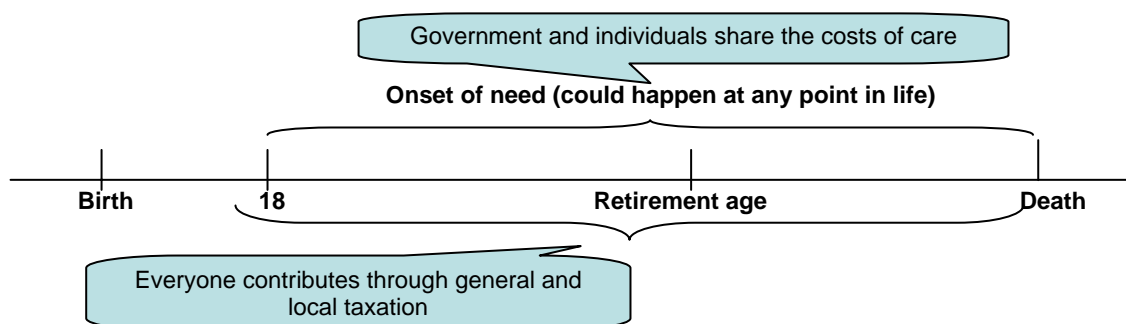 Government and individuals share the costs of care
Onset of need (could happen at any point in life)
Birth
18
Retirement age
Death
Everyone contributes through general and
local taxation